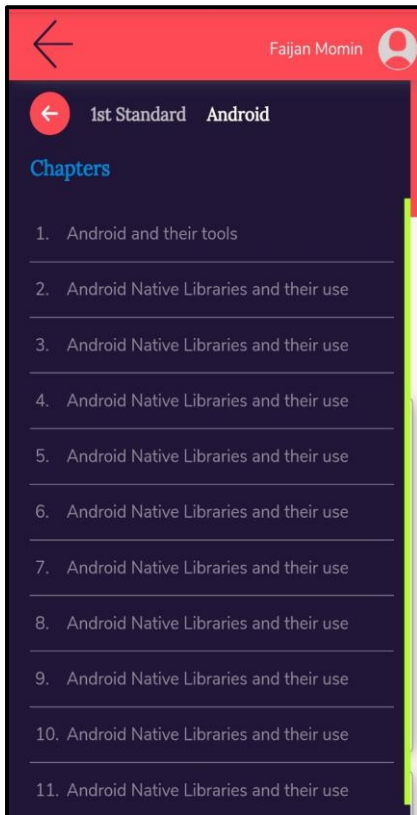 Faijan Momin
1st Standard Android
Chapters
1. Android and their tools
2. Android Native Libraries and their use
3. Android Native Libraries and their use
4. Android Native Libraries and their use
5. Android Native Libraries and their use
6. Android Native Libraries and their use
7. Android Native Libraries and their use
8. Android Native Libraries and their use
9. Android Native Libraries and their use
10. Android Native Libraries and their use
11. Android Native Libraries and their use